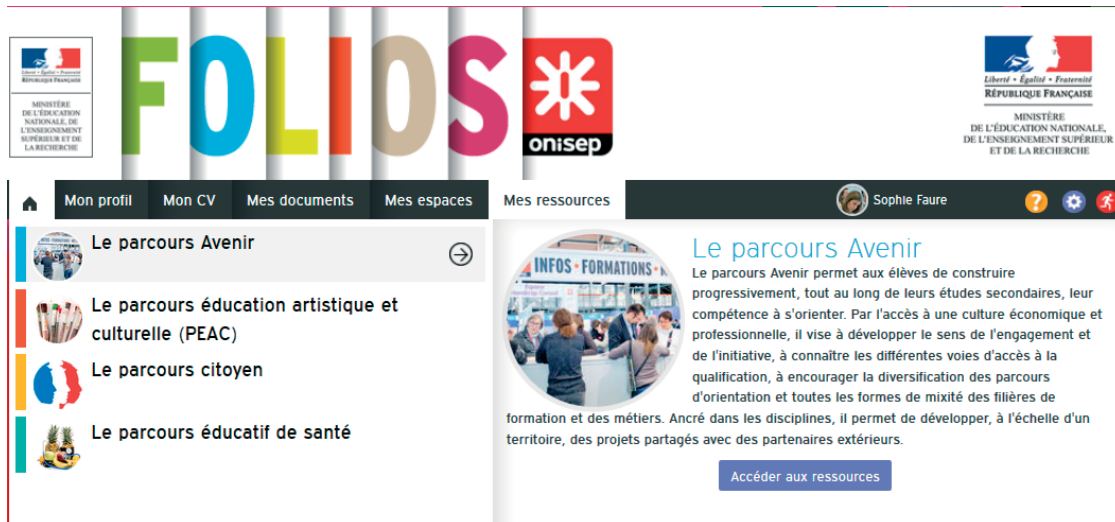 Liberté • Égalité • Fraternité
RÉPUBLIQUE FRANÇAISE
MINISTÈRE
DE L'ÉDUCATION
NATIONALE, DE
L'ENSEIGNEMENT
SUPÉRIEUR ET DE
LA RECHERCHE
FOLIOS
onisep
Liberté • Égalité • Fraternité
RÉPUBLIQUE FRANÇAISE
MINISTÈRE
DE L'ÉDUCATION NATIONALE,
DE L'ENSEIGNEMENT SUPÉRIEUR
ET DE LA RECHERCHE
Mon profil Mon CV Mes documents Mes espaces Mes ressources Sophie Faure ?
Le parcours Avenir
Le parcours éducation artistique et
culturelle (PEAC)
Le parcours citoyen
Le parcours éducatif de santé
INFOS • FORMATIONS •
Le parcours Avenir
Le parcours Avenir permet aux élèves de construire
progressivement, tout au long de leurs études secondaires, leur
compétence à s'orienter. Par l'accès à une culture économique et
professionnelle, il vise à développer le sens de l'engagement et
de l'initiative, à connaître les différentes voies d'accès à la
qualification, à encourager la diversification des parcours
d'orientation et toutes les formes de mixité des filières de
formation et des métiers. Ancré dans les disciplines, il permet de développer, à l'échelle d'un
territoire, des projets partagés avec des partenaires extérieurs.
Accéder aux ressources